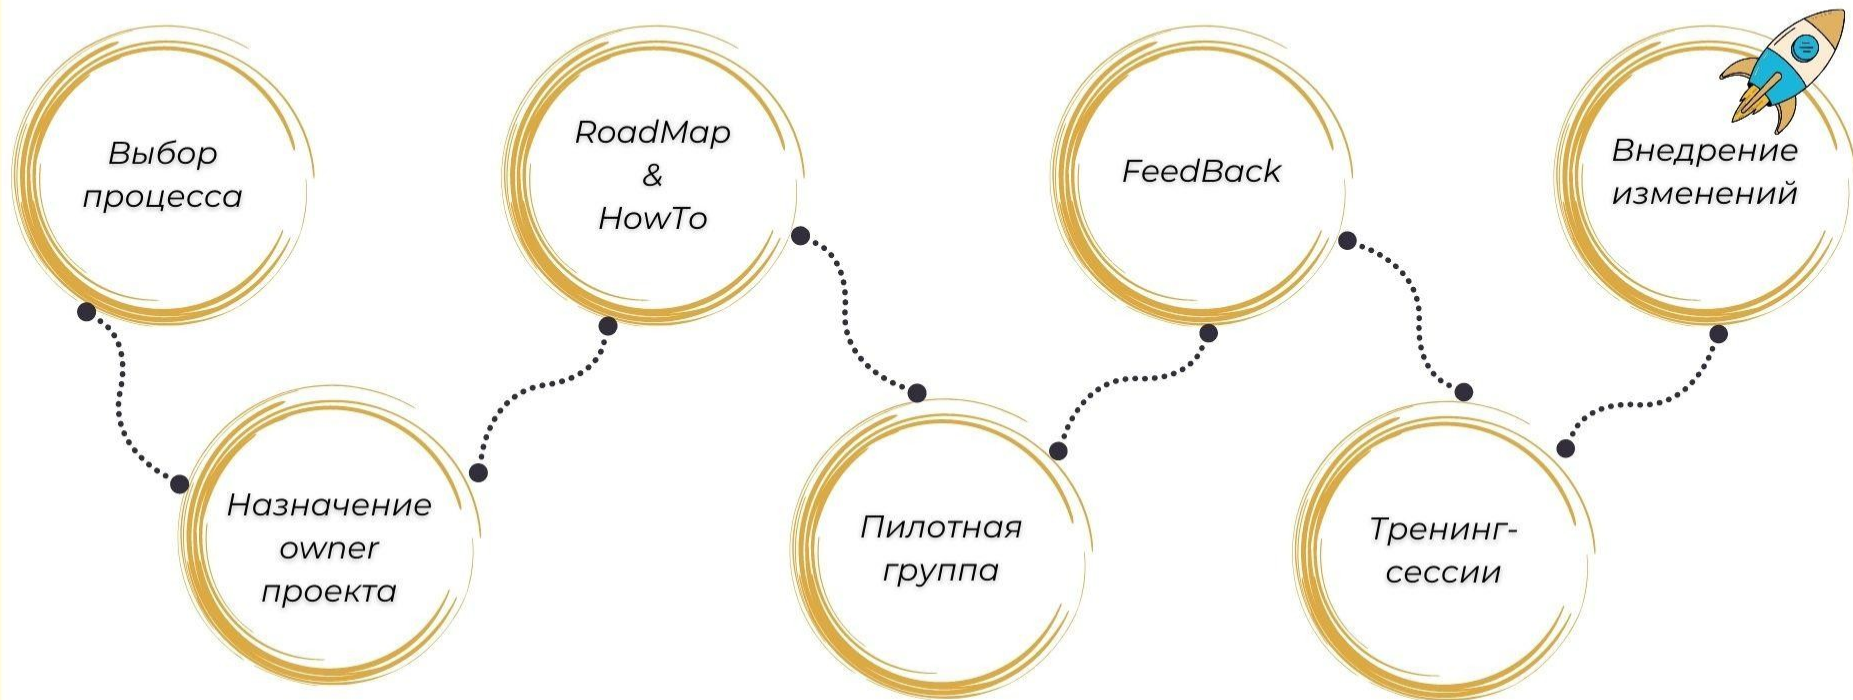 Выбор
процесса
Назначение
owner
проекта
RoadMap
&
HowTo
Пилотная
группа
FeedBack
Тренинг-
сессии
Внедрение
изменений